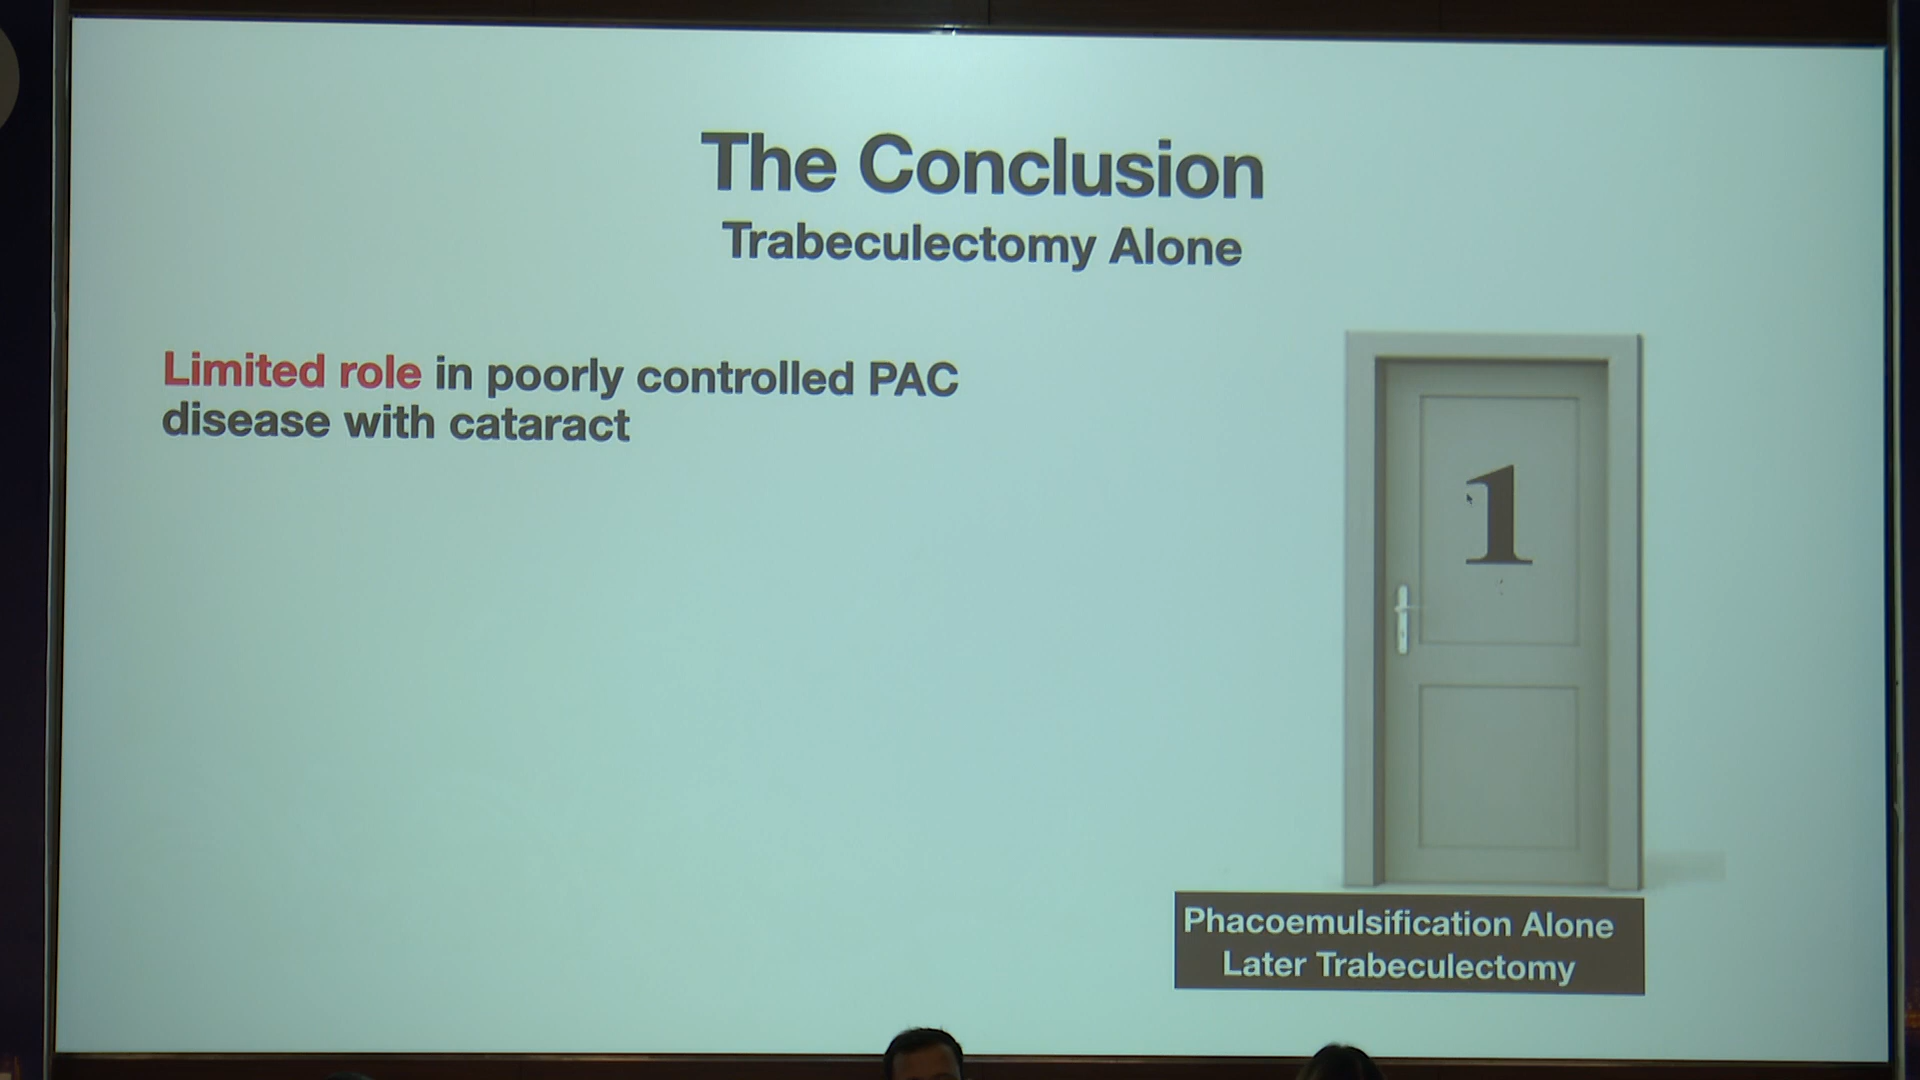 The Conclusion
Trabeculectomy Alone
Limited role in poorly controlled PAC
disease with cataract
1
Phacoemulsification Alone
Later Trabeculectomy